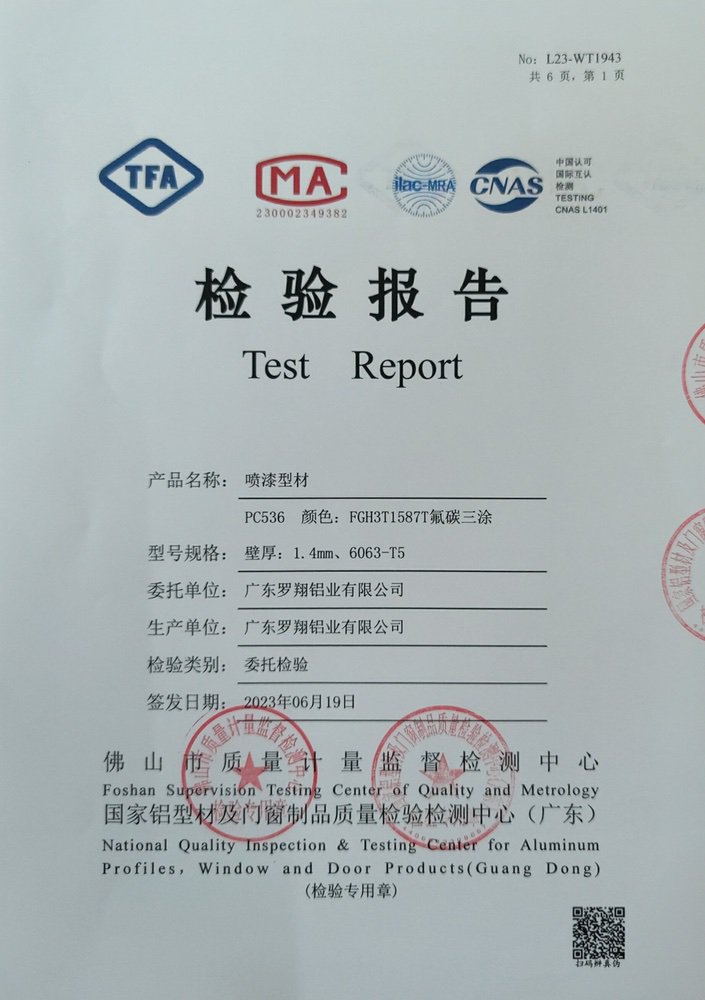 No: L23-WT1943
共 6 页, 第 1 页
TFA
MA
230002349382
ilac-MRA
CNAS
中国认可
国际互认
检测
TESTING
CNAS L1401
检验报告
Test Report
产品名称: 喷漆型材
PC536 颜色: FGH3T1587T氟碳三涂
型号规格: 壁厚: 1.4mm、6063-T5
委托单位: 广东罗翔铝业有限公司
生产单位: 广东罗翔铝业有限公司
检验类别: 委托检验
签发日期: 2023年06月19日
佛山市质量计量监督检测中心
Foshan Supervision Testing Center of Quality and Metrology
国家铝型材及门窗制品质量检验检测中心（广东）
National Quality Inspection & Testing Center for Aluminum
Profiles, Window and Door Products(Guang Dong)
(检验专用章)
扫码辨真伪